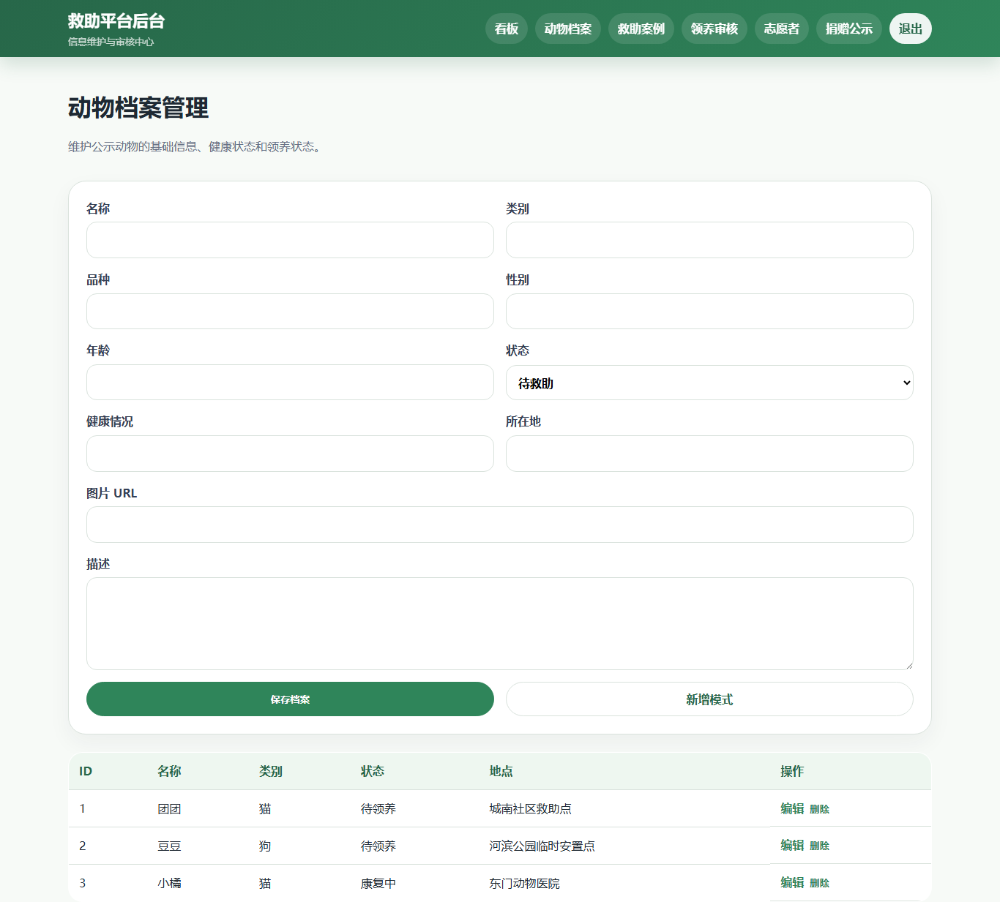 救助平台后台
信息维护与审核中心
看板 动物档案 救助案例 领养审核 志愿者 捐赠公示 退出
动物档案管理
维护公示动物的基础信息、健康状态和领养状态。
名称 类别
品种 性别
年龄 状态
待救助
健康情况 所在地
图片 URL
描述
保存档案 新增模式
ID 名称 类别 状态 地点 操作
1 团团 猫 待领养 城南社区救助点 编辑 删除
2 豆豆 狗 待领养 河滨公园临时安置点 编辑 删除
3 小橘 猫 康复中 东门动物医院 编辑 删除